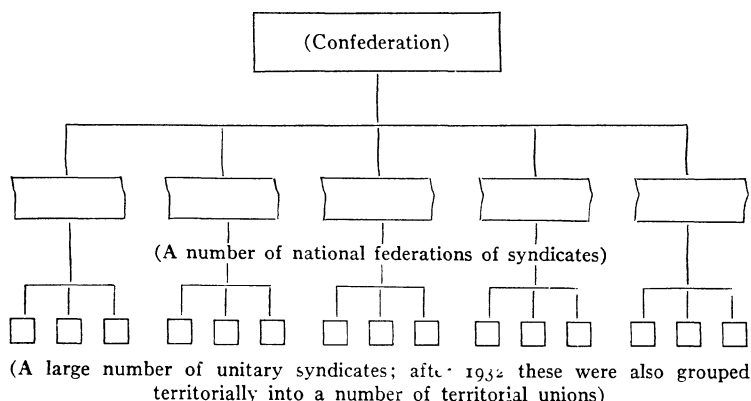 (Confederation)
(A number of national federations of syndicates)
(A large number of unitary syndicates; after 1932 these were also grouped
territorially into a number of territorial unions)